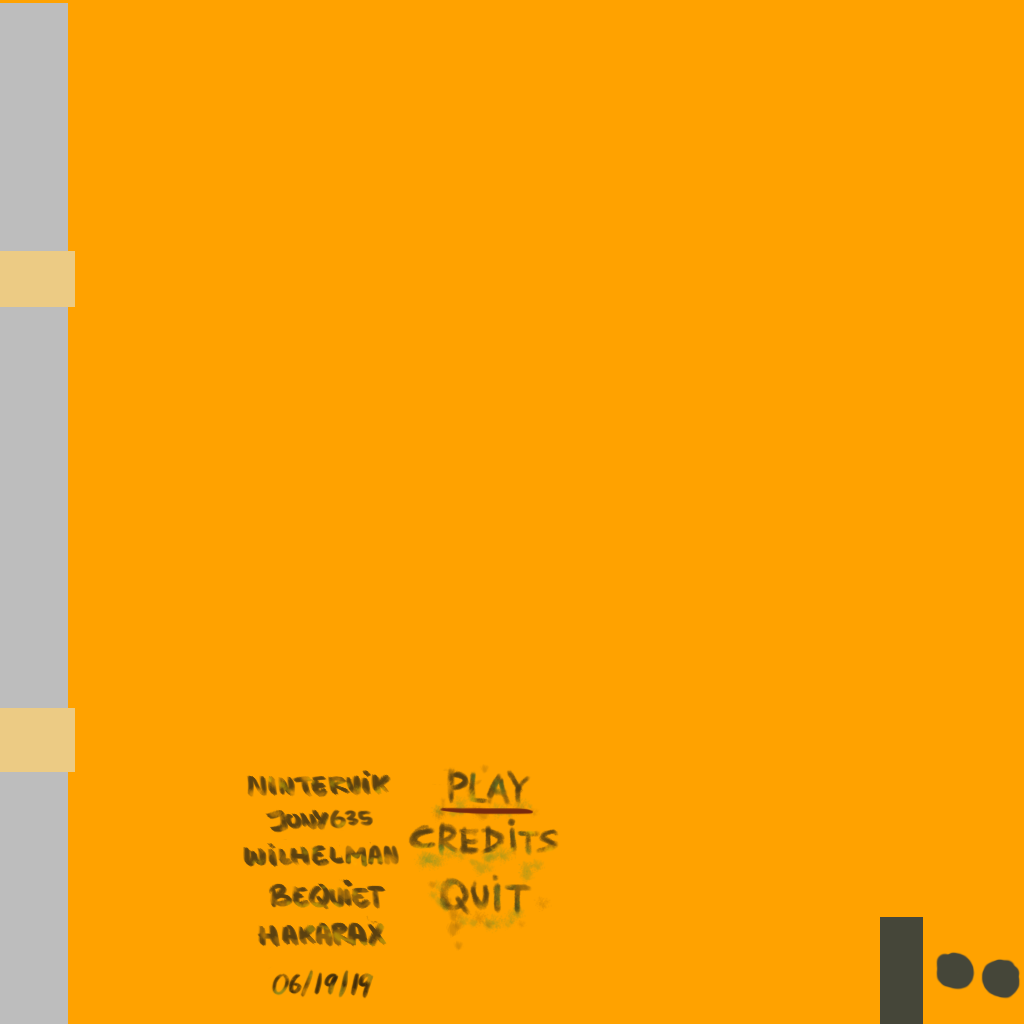 NINTERVIK
JONY635
WILHELMAN
BEQUIET
HAKARAX
06/19/19
PLAY
CREDITS
QUIT